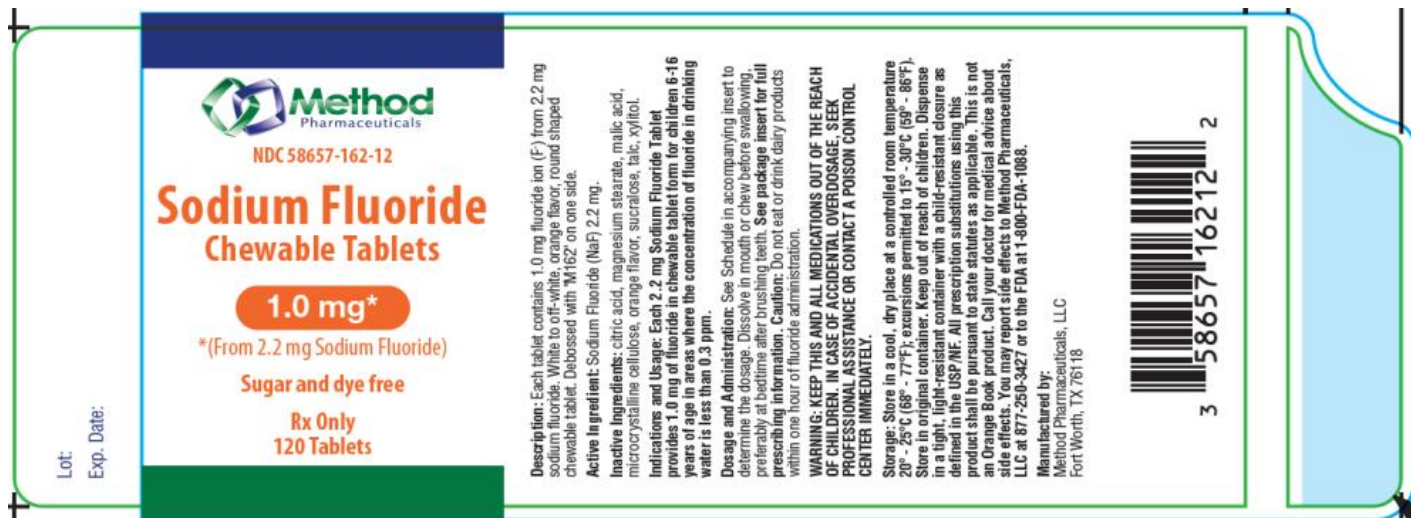 Lot:
Exp. Date:
Method
Pharmaceuticals
NDC 58657-162-12
Sodium Fluoride
Chewable Tablets
1.0 mg*
*(From 2.2 mg Sodium Fluoride)
Sugar and dye free
Rx Only
120 Tablets
Description: Each tablet contains 1.0 mg fluoride ion (F) from 2.2 mg
sodium fluoride. White to off-white, orange flavor, round shaped
chewable tablet. Debossed with "M162" on one side.
Active Ingredient: Sodium Fluoride (NaF) 2.2 mg.
Inactive Ingredients: citric acid, magnesium stearate, malic acid,
microcrystalline cellulose, orange flavor, sucralose, talc, xylitol.
Indications and Usage: Each 2.2 mg Sodium Fluoride Tablet
provides 1.0 mg of fluoride in chewable tablet form for children 6-16
years of age in areas where the concentration of fluoride in drinking
water is less than 0.3 ppm.
Dosage and Administration: See Schedule in accompanying insert to
determine the dosage. Dissolve in mouth or chew before swallowing,
preferably at bedtime after brushing teeth. See package insert for full
prescribing information. Caution: Do not eat or drink dairy products
within one hour of fluoride administration.
WARNING: KEEP THIS AND ALL MEDICATIONS OUT OF THE REACH
OF CHILDREN. IN CASE OF ACCIDENTAL OVERDOSAGE, SEEK
PROFESSIONAL ASSISTANCE OR CONTACT A POISON CONTROL
CENTER IMMEDIATELY.
Storage: Store in a cool, dry place at a controlled room temperature
20° - 25°C (68° - 77°F); excursions permitted to 15° - 30°C (59° - 86°F).
Store in original container. Keep out of reach of children. Dispense
in a tight, light-resistant container with a child-resistant closure as
defined in the USP/NF. All prescription substitutions using this
product shall be pursuant to state statutes as applicable. This is not
an Orange Book product. Call your doctor for medical advice about
side effects. You may report side effects to Method Pharmaceuticals,
LLC at 877-250-3427 or to the FDA at 1-800-FDA-1088.
Manufactured by:
Method Pharmaceuticals, LLC
Fort Worth, TX 76118
3 58657 16212 2